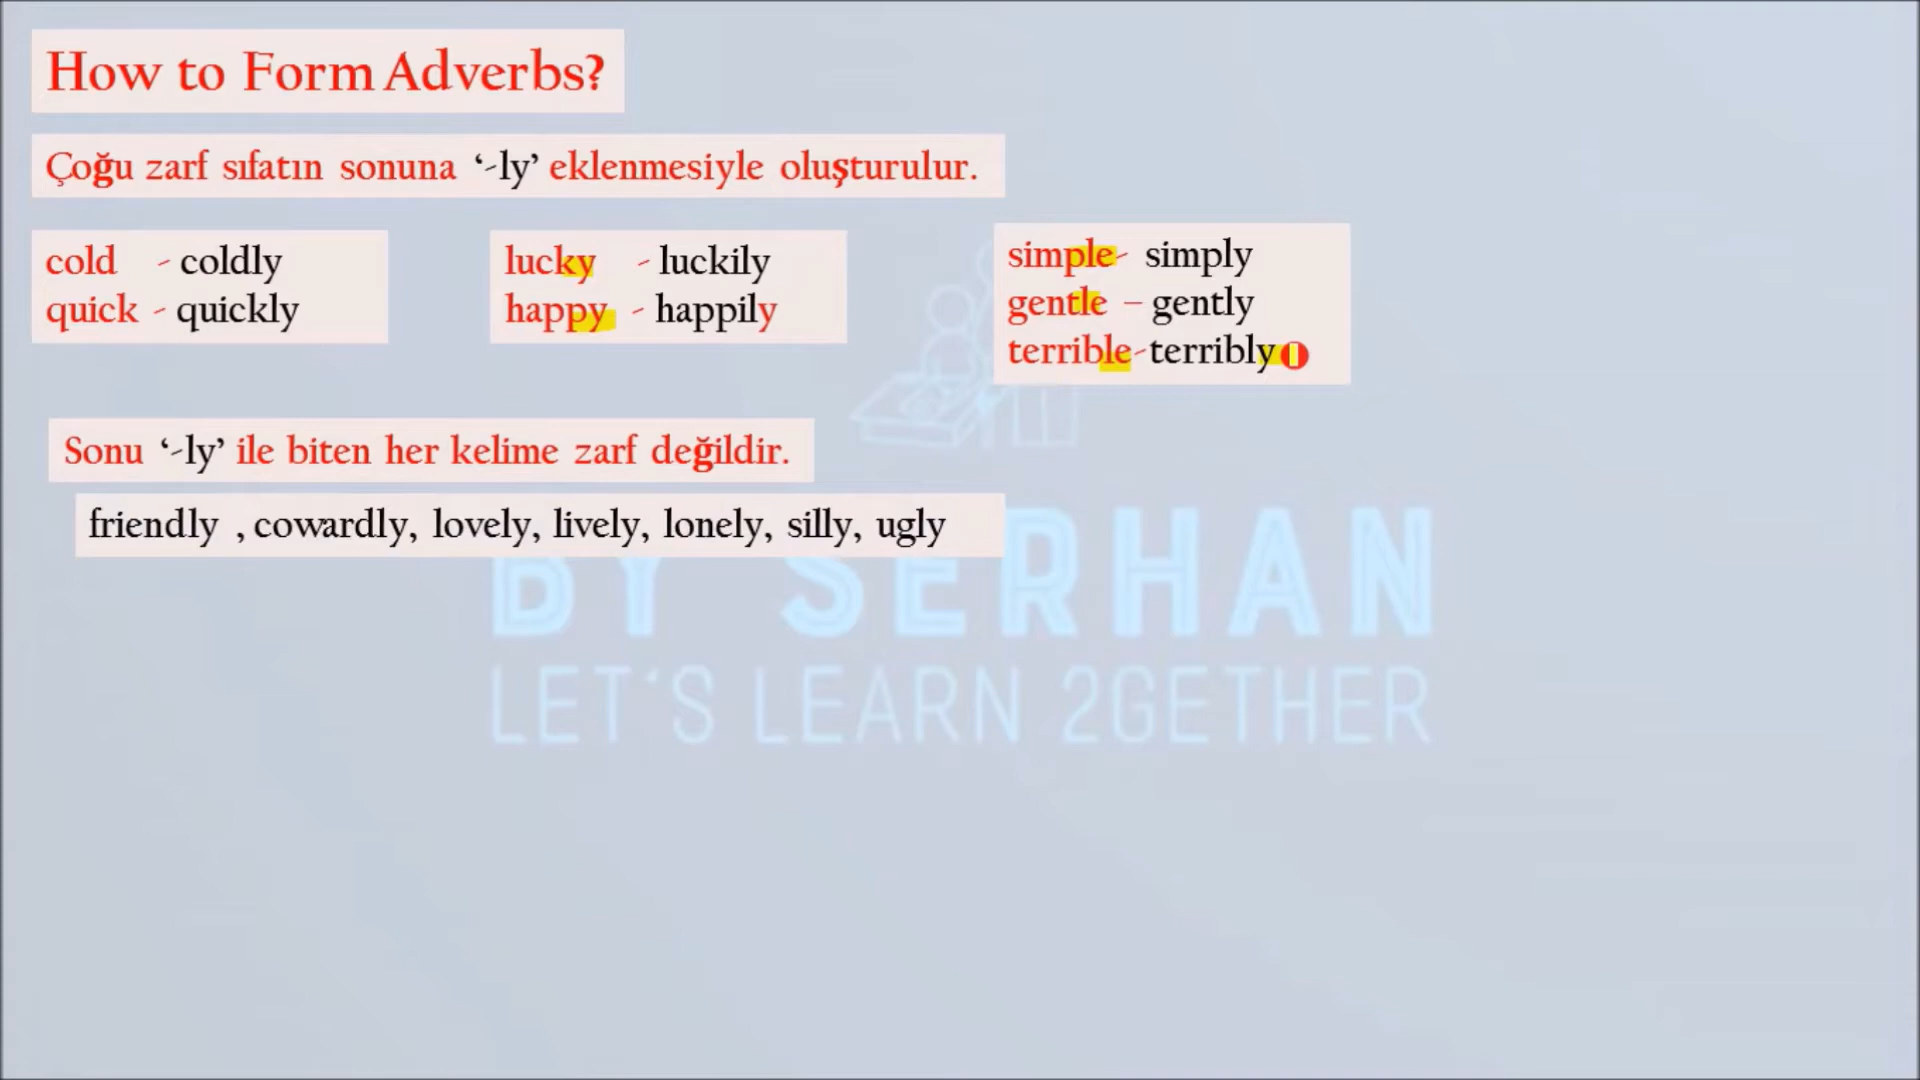 How to Form Adverbs?
Çoğu zarf sıfatın sonuna ‘-ly’ eklenmesiyle oluşturulur.
cold - coldly
quick - quickly
lucky - luckily
happy - happily
simple- simply
gentle – gently
terrible-terribly
Sonu ‘-ly’ ile biten her kelime zarf değildir.
friendly , cowardly, lovely, lively, lonely, silly, ugly
BY SERHAN
LET'S LEARN 2GETHER